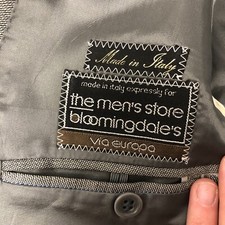 Made in Italy
made in italy expressly for
the men's store
bloomingdale's
via europa